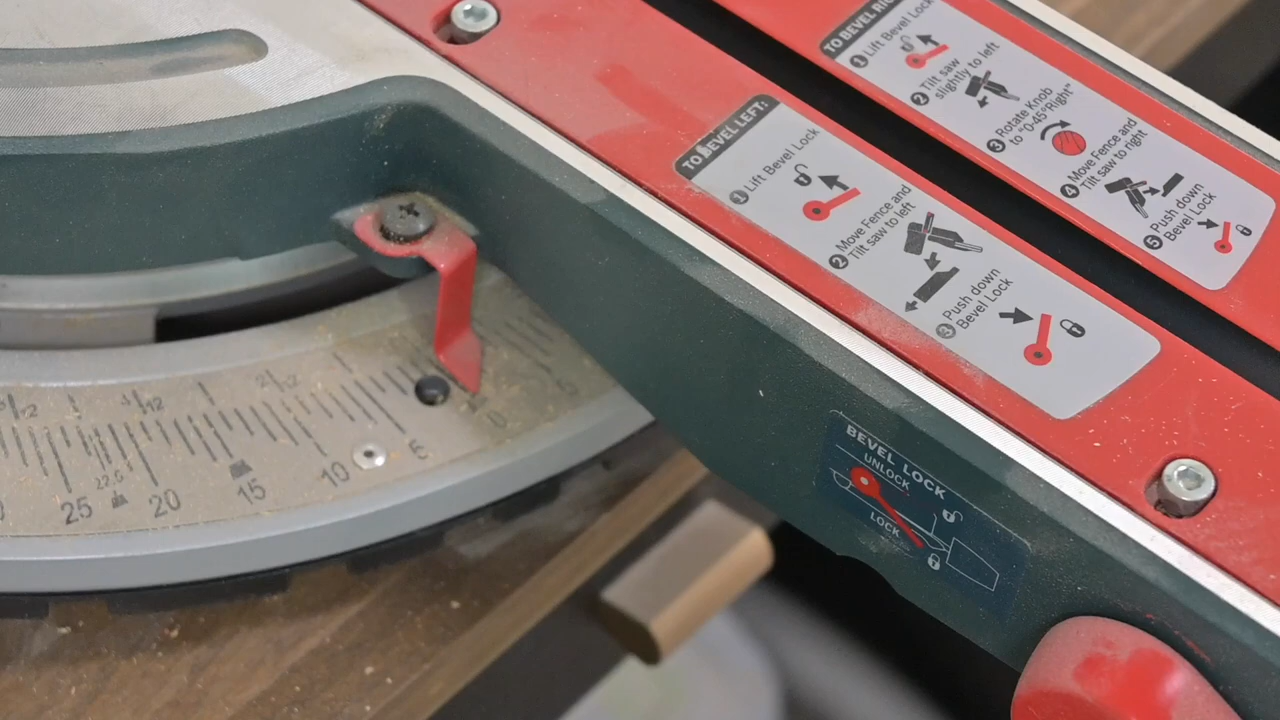 TO BEVEL LEFT:
1 Lift Bevel Lock
2 Move Fence and
Tilt saw to left
3 Push down
Bevel Lock
1 Lift Bevel Lock
2 Tilt saw
slightly to left
3 Rotate Knob
to "0-45°Right"
4 Move Fence and
Tilt saw to right
5 Push down
Bevel Lock
BEVEL LOCK
UNLOCK
LOCK
25 22.5 20 15 10 5 0 5